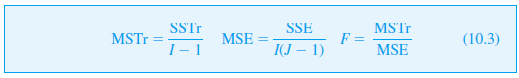 MSTr = SSTr / I − 1    MSE = SSE / I(J − 1)    F = MSTr / MSE    (10.3)